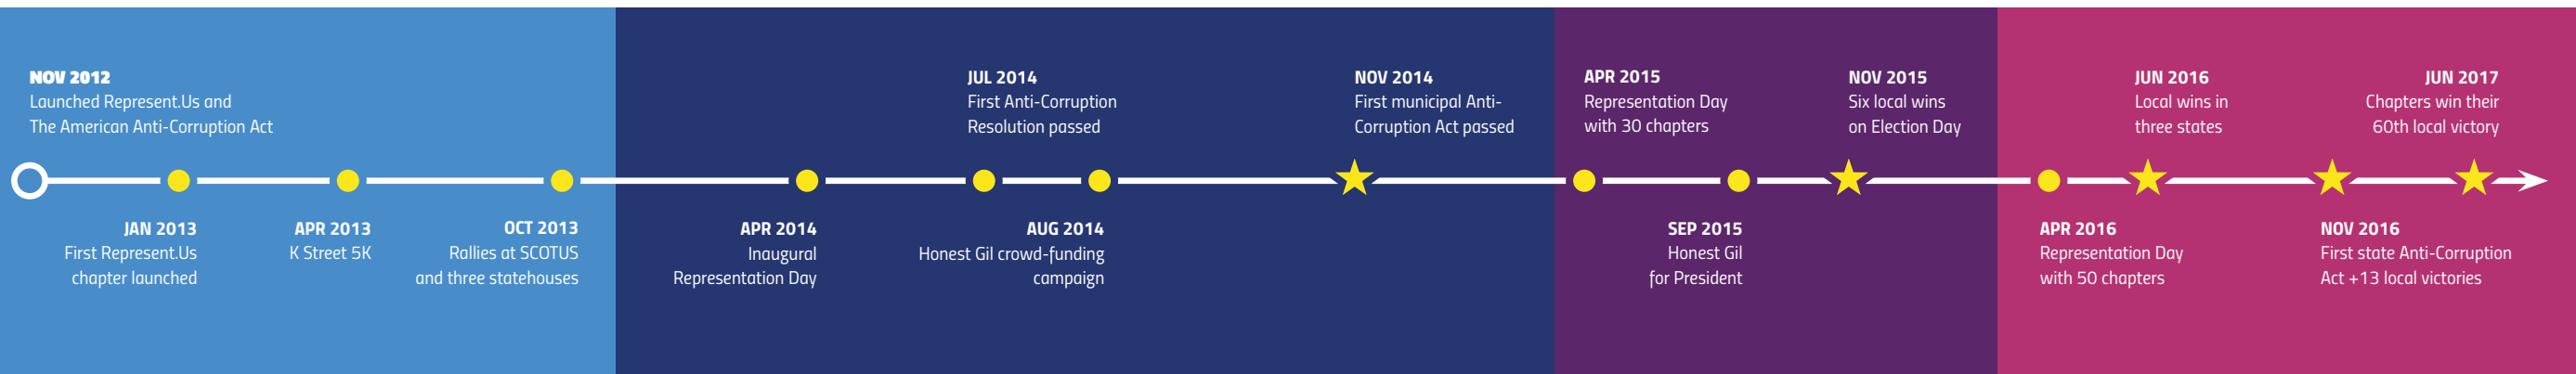 NOV 2012
Launched Represent.Us and
The American Anti-Corruption Act
JAN 2013
First Represent.Us
chapter launched
APR 2013
K Street 5K
OCT 2013
Rallies at SCOTUS
and three statehouses
APR 2014
Inaugural
Representation Day
JUL 2014
First Anti-Corruption
Resolution passed
AUG 2014
Honest Gil crowd-funding
campaign
NOV 2014
First municipal Anti-
Corruption Act passed
APR 2015
Representation Day
with 30 chapters
SEP 2015
Honest Gil
for President
NOV 2015
Six local wins
on Election Day
APR 2016
Representation Day
with 50 chapters
JUN 2016
Local wins in
three states
NOV 2016
First state Anti-Corruption
Act +13 local victories
JUN 2017
Chapters win their
60th local victory